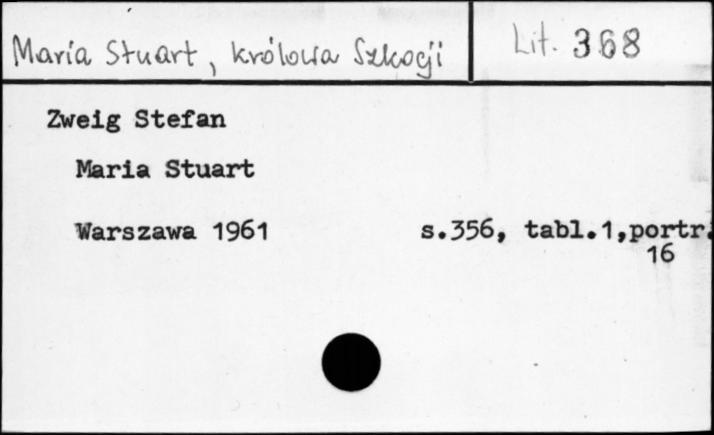 Maria Stuart, królowa Szkocji
Lit. 368
Zweig Stefan
Maria Stuart
Warszawa 1961 s.356, tabl.1,portr.
16